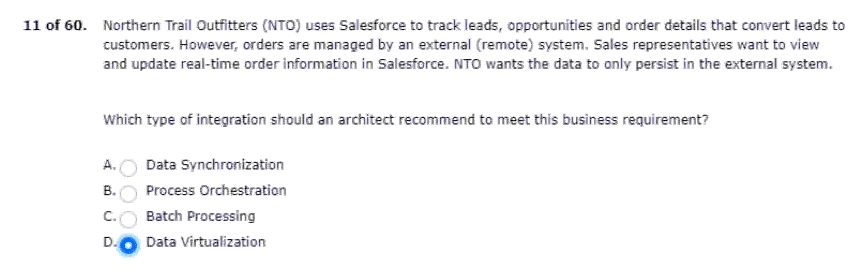 11 of 60. Northern Trail Outfitters (NTO) uses Salesforce to track leads, opportunities and order details that convert leads to
customers. However, orders are managed by an external (remote) system. Sales representatives want to view
and update real-time order information in Salesforce. NTO wants the data to only persist in the external system.
Which type of integration should an architect recommend to meet this business requirement?
A. Data Synchronization
B. Process Orchestration
C. Batch Processing
D. Data Virtualization